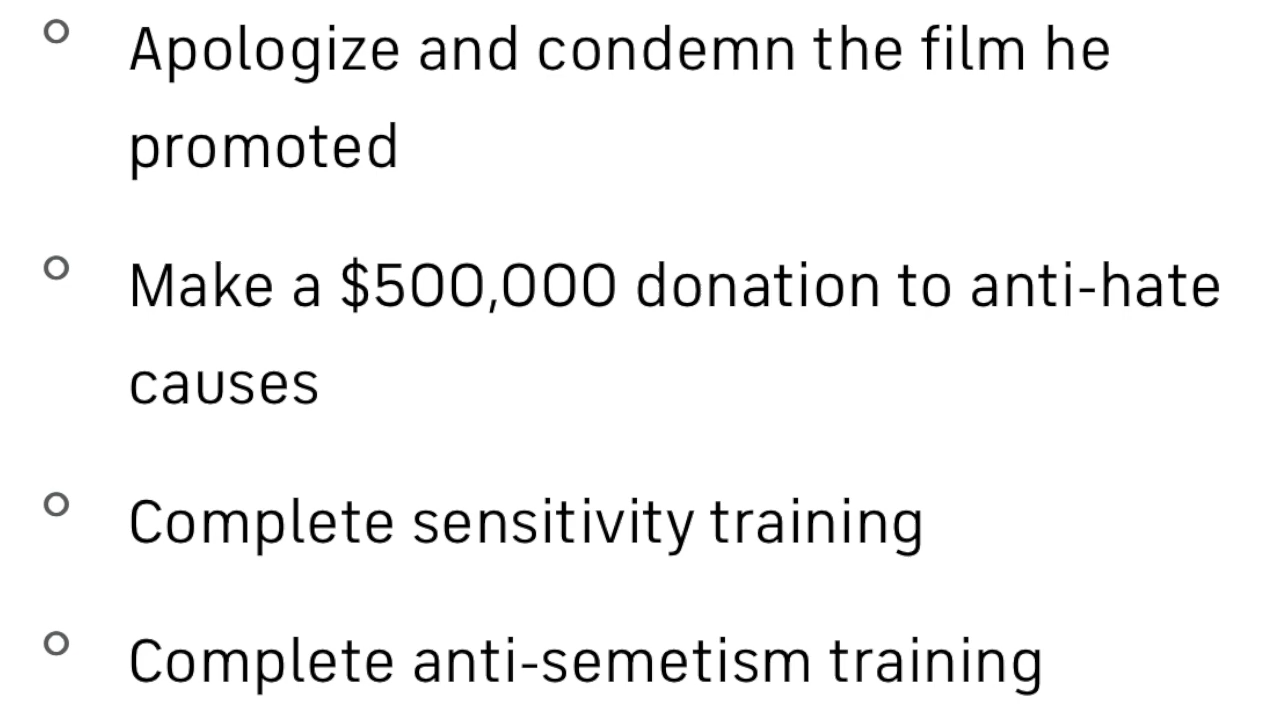 ° Apologize and condemn the film he
promoted
° Make a $500,000 donation to anti-hate
causes
° Complete sensitivity training
° Complete anti-semetism training